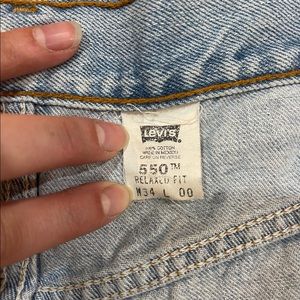 Levi's
100% COTTON
MADE IN MEXICO
CARE ON REVERSE
550™
RELAXED FIT
W34 L 00